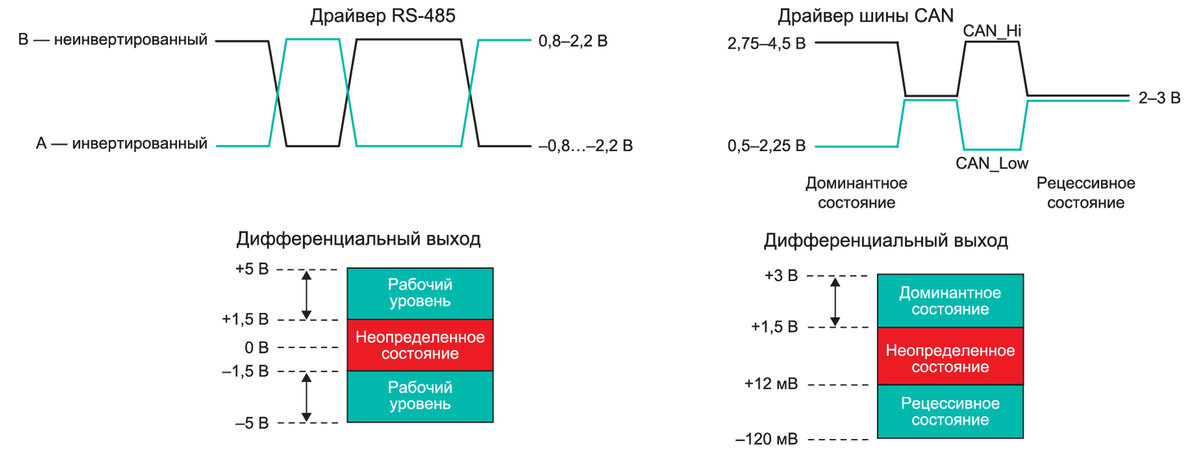 Драйвер RS-485
В — неинвертированный
0,8–2,2 В
А — инвертированный
–0,8…–2,2 В
Драйвер шины CAN
2,75–4,5 В
CAN_Hi
2–3 В
0,5–2,25 В
CAN_Low
Доминантное
состояние
Рецессивное
состояние
Дифференциальный выход
+5 В
Рабочий
уровень
+1,5 В
Неопределенное
0 В
состояние
–1,5 В
Рабочий
уровень
–5 В
Дифференциальный выход
+3 В
Доминантное
состояние
+1,5 В
Неопределенное
состояние
+12 мВ
Рецессивное
состояние
–120 мВ